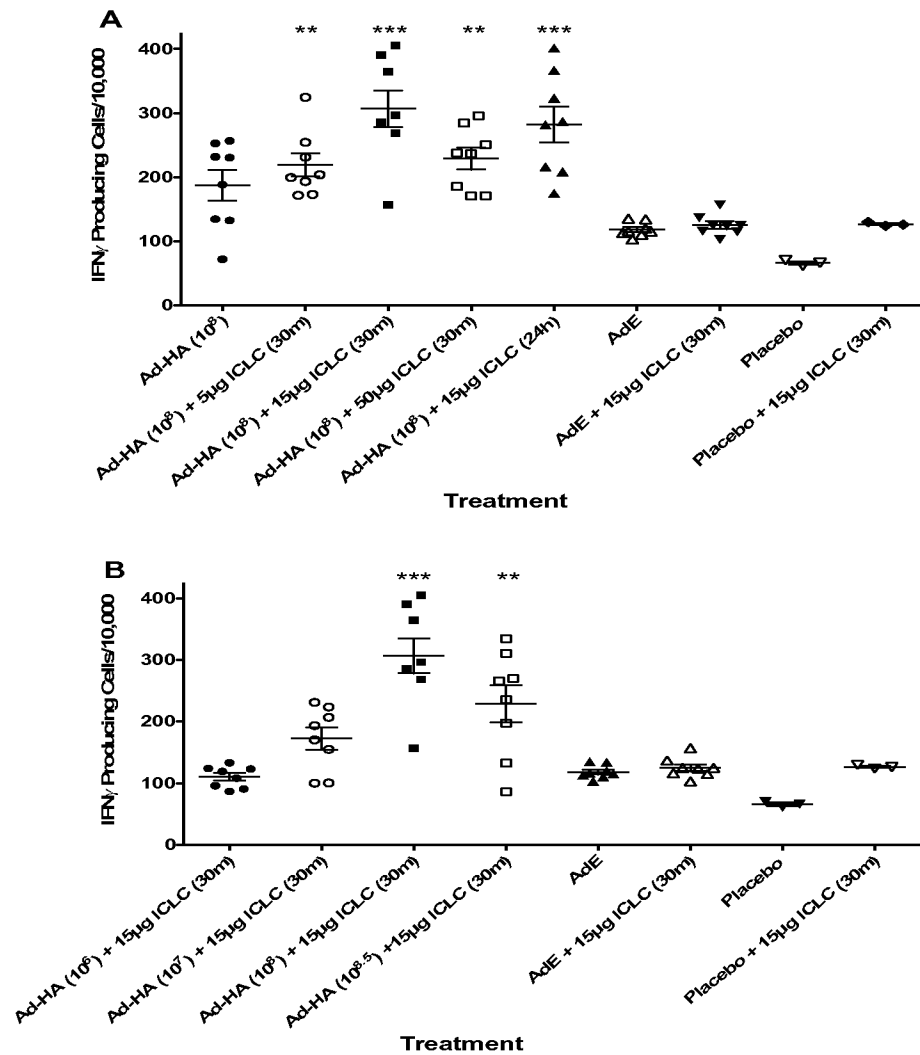 A
** *** ** ***
IFNγ Producing Cells/10,000
400
300
200
100
0
Ad-HA (10⁸)
Ad-HA (10⁸) + 5µg ICLC (30m)
Ad-HA (10⁸) + 15µg ICLC (30m)
Ad-HA (10⁸) + 50µg ICLC (30m)
Ad-HA (10⁸) + 15µg ICLC (24h)
AdE
AdE + 15µg ICLC (30m)
Placebo
Placebo + 15µg ICLC (30m)
Treatment
B
*** **
IFNγ Producing Cells/10,000
400
300
200
100
0
Ad-HA (10⁶) + 15µg ICLC (30m)
Ad-HA (10⁷) + 15µg ICLC (30m)
Ad-HA (10⁸) + 15µg ICLC (30m)
Ad-HA (10⁸·⁵) +15µg ICLC (30m)
AdE
AdE + 15µg ICLC (30m)
Placebo
Placebo + 15µg ICLC (30m)
Treatment